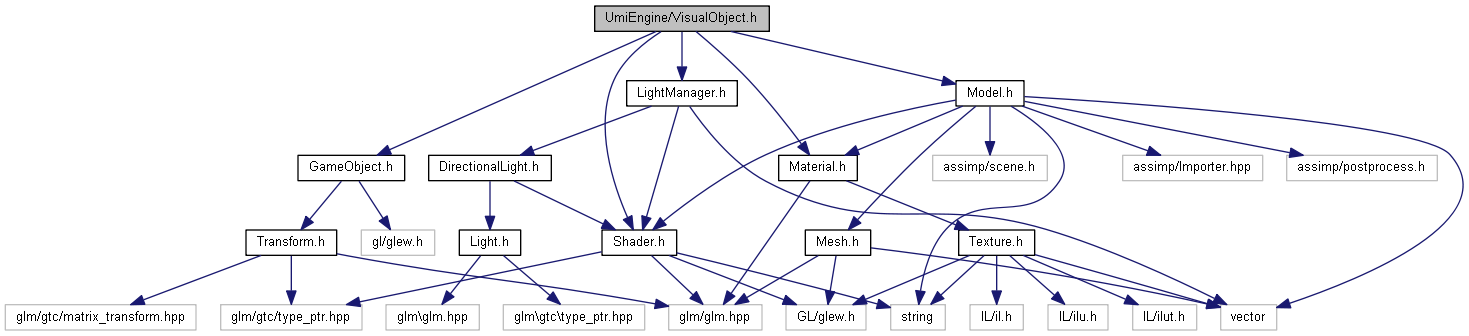 UmiEngine/VisualObject.h
LightManager.h
Model.h
GameObject.h
DirectionalLight.h
Material.h
assimp/scene.h
assimp/Importer.hpp
assimp/postprocess.h
Transform.h
gl/glew.h
Light.h
Shader.h
Mesh.h
Texture.h
glm/gtc/matrix_transform.hpp
glm/gtc/type_ptr.hpp
glm\glm.hpp
glm\gtc\type_ptr.hpp
glm/glm.hpp
GL/glew.h
string
IL/il.h
IL/ilu.h
IL/ilut.h
vector